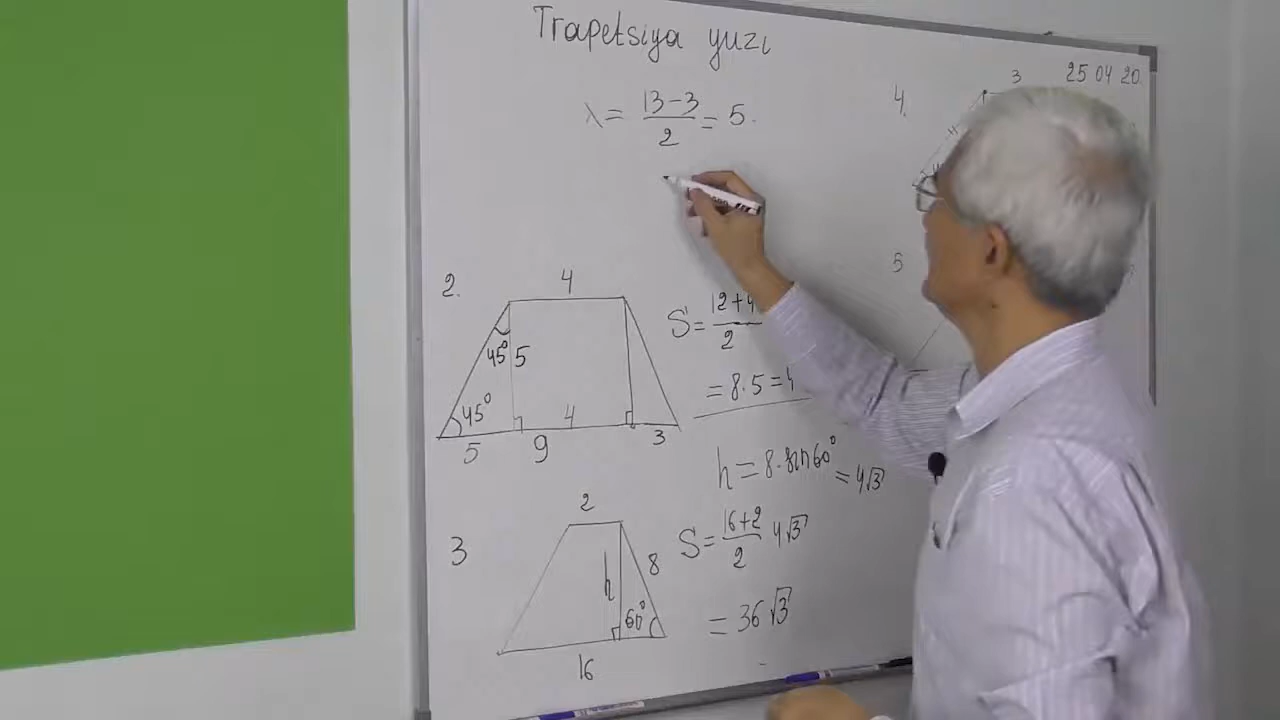 Trapetsiya yuzi
25 04 20.
λ = (13-3)/2 = 5.
4.
3
2.
4
45°
5
45°
5
9
4
3
S = (12+4)/2
= 8·5=4
5
h = 8·sin60° = 4√3
3
2
h
8
60°
16
S = (16+2)/2 4√3
= 36√3